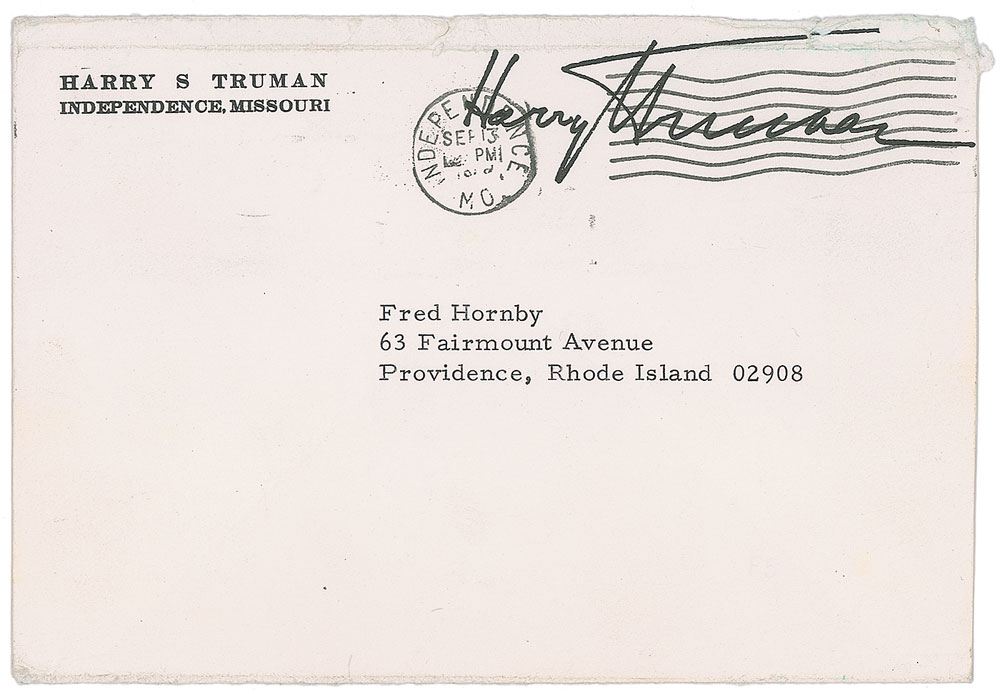 HARRY S TRUMAN
INDEPENDENCE, MISSOURI
INDEPENDENCE
SEP 13
PM
MO.
Harry Truman
Fred Hornby
63 Fairmount Avenue
Providence, Rhode Island 02908